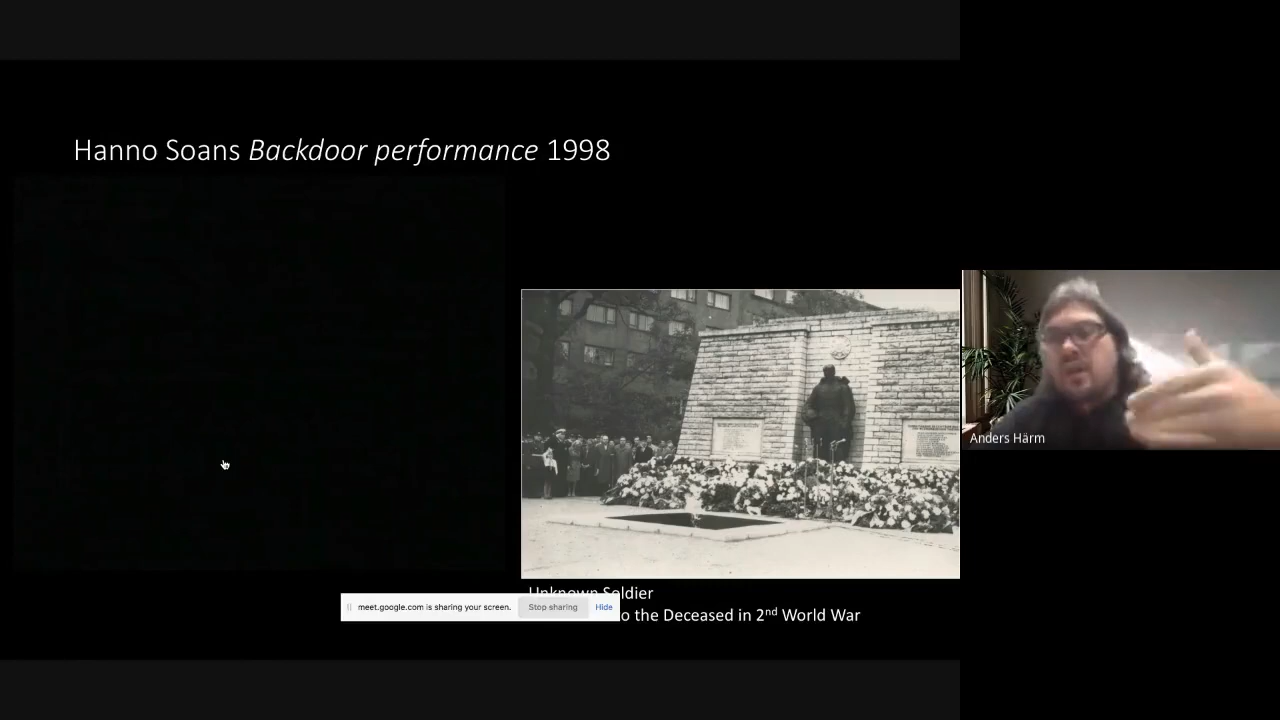 Hanno Soans Backdoor performance 1998
Anders Härm
Unknown Soldier
meet.google.com is sharing your screen. Stop sharing Hide
o the Deceased in 2nd World War